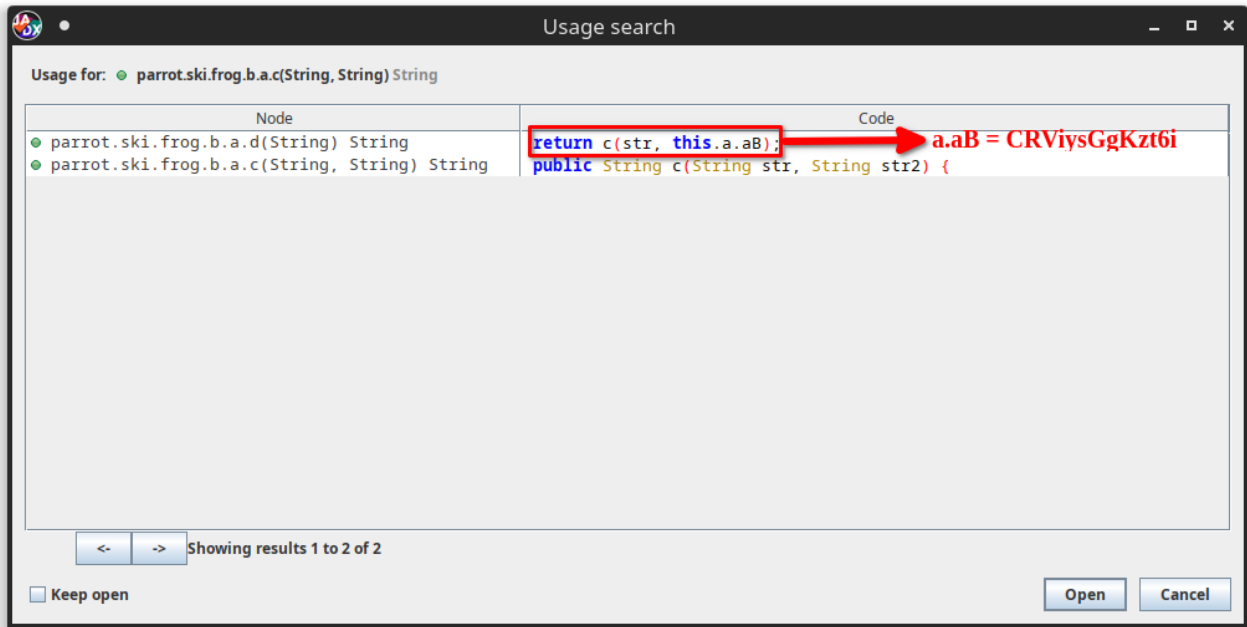 JADX
Usage search
Usage for: parrot.ski.frog.b.a.c(String, String) String
Node Code
parrot.ski.frog.b.a.d(String) String return c(str, this.a.aB); a.aB = CRViysGgKzt6i
parrot.ski.frog.b.a.c(String, String) String public String c(String str, String str2) {
<- -> Showing results 1 to 2 of 2
Keep open Open Cancel